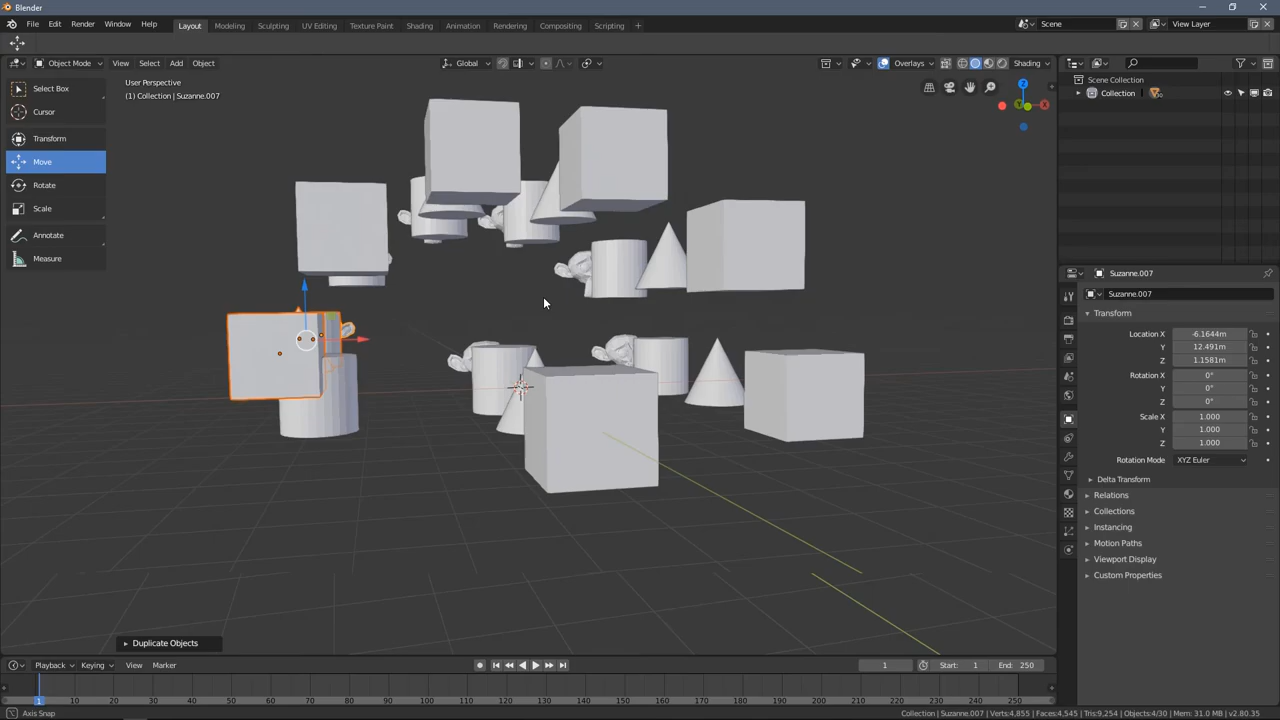 Blender
File Edit Render Window Help Layout Modeling Sculpting UV Editing Texture Paint Shading Animation Rendering Compositing Scripting + Scene View Layer
Object Mode View Select Add Object Global Overlays Shading
User Perspective
(1) Collection | Suzanne.007
Select Box
Cursor
Transform
Move
Rotate
Scale
Annotate
Measure
Z
Y
X
Scene Collection
Collection
Suzanne.007
Suzanne.007
Transform
Location X -6.1644m
Y 12.491m
Z 1.1581m
Rotation X 0°
Y 0°
Z 0°
Scale X 1.000
Y 1.000
Z 1.000
Rotation Mode XYZ Euler
Delta Transform
Relations
Collections
Instancing
Motion Paths
Viewport Display
Custom Properties
Duplicate Objects
Playback Keying View Marker 1 Start: 1 End: 250
1 10 20 30 40 50 60 70 80 90 100 110 120 130 140 150 160 170 180 190 200 210 220 230 240 250
Axis Snap Collection | Suzanne.007 | Verts:4,855 | Faces:4,545 | Tris:9,254 | Objects:4/30 | Mem: 31.0 MB | v2.80.35